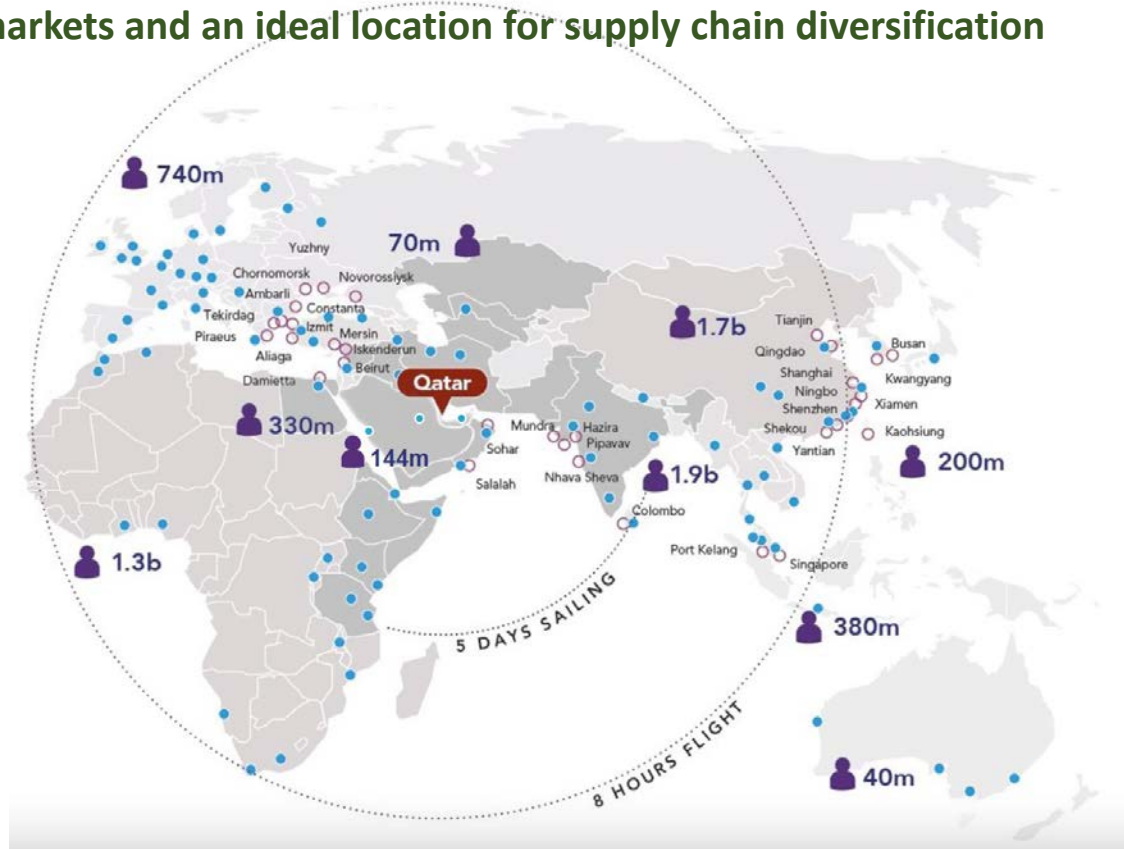 markets and an ideal location for supply chain diversification
740m
70m
Yuzhny
Chornomorsk
Novorossiysk
Ambarli
Constanta
Tekirdag
Izmit
Mersin
Piraeus
Iskenderun
Aliaga
Beirut
Damietta
Qatar
1.7b
Tianjin
Qingdao
Busan
Shanghai
Kwangyang
Ningbo
Shenzhen
Xiamen
Shekou
Kaohsiung
Yantian
330m
144m
Mundra
Hazira
Pipavav
Sohar
Nhava Sheva
Salalah
1.9b
200m
Colombo
Port Kelang
Singapore
1.3b
5 DAYS SAILING
380m
8 HOURS FLIGHT
40m